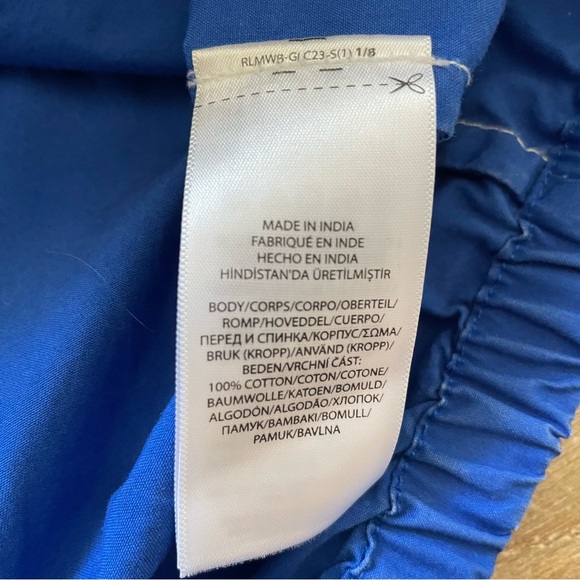 RLMWB-GI C23-S(1) 1/8
MADE IN INDIA
FABRIQUÉ EN INDE
HECHO EN INDIA
HİNDİSTAN'DA ÜRETİLMİŞTİR
BODY/CORPS/CORPO/OBERTEIL/
ROMP/HOVEDDEL/CUERPO/
ПЕРЕД И СПИНКА/КОРПУС/ΣΩΜΑ/
BRUK (KROPP)/ANVÄND (KROPP)/
BEDEN/VRCHNÍ ČÁST:
100% COTTON/COTON/COTONE/
BAUMWOLLE/KATOEN/BOMULD/
ALGODÓN/ALGODÃO/ХЛОПОК/
ПАМУК/ΒΑΜΒΑΚΙ/BOMULL/
PAMUK/BAVLNA